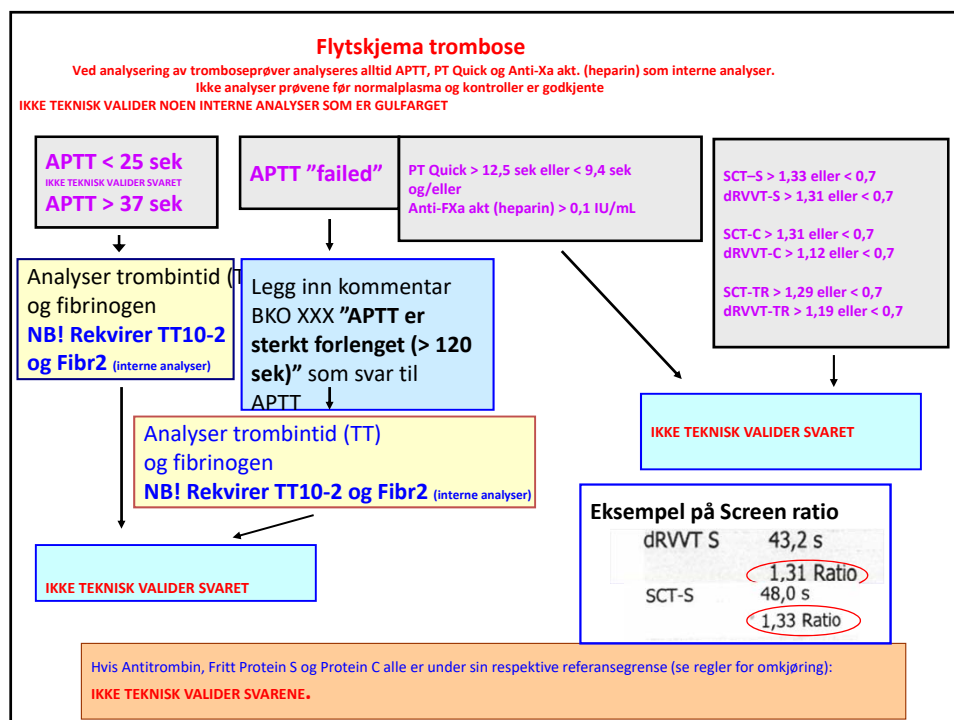 Flytskjema trombose
Ved analysering av tromboseprøver analyseres alltid APTT, PT Quick og Anti-Xa akt. (heparin) som interne analyser.
Ikke analyser prøvene før normalplasma og kontroller er godkjente
IKKE TEKNISK VALIDER NOEN INTERNE ANALYSER SOM ER GULFARGET
APTT < 25 sek
IKKE TEKNISK VALIDER SVARET
APTT > 37 sek
APTT ”failed”
PT Quick > 12,5 sek eller < 9,4 sek
og/eller
Anti-FXa akt (heparin) > 0,1 IU/mL
SCT–S > 1,33 eller < 0,7
dRVVT-S > 1,31 eller < 0,7
SCT-C > 1,31 eller < 0,7
dRVVT-C > 1,12 eller < 0,7
SCT-TR > 1,29 eller < 0,7
dRVVT-TR > 1,19 eller < 0,7
Analyser trombintid (T
og fibrinogen
NB! Rekvirer TT10-2
og Fibr2 (interne analyser)
Legg inn kommentar
BKO XXX ”APTT er
sterkt forlenget (> 120
sek)” som svar til
APTT
Analyser trombintid (TT)
og fibrinogen
NB! Rekvirer TT10-2 og Fibr2 (interne analyser)
IKKE TEKNISK VALIDER SVARET
IKKE TEKNISK VALIDER SVARET
Eksempel på Screen ratio
dRVVT S 43,2 s
1,31 Ratio
SCT-S 48,0 s
1,33 Ratio
Hvis Antitrombin, Fritt Protein S og Protein C alle er under sin respektive referansegrense (se regler for omkjøring):
IKKE TEKNISK VALIDER SVARENE.